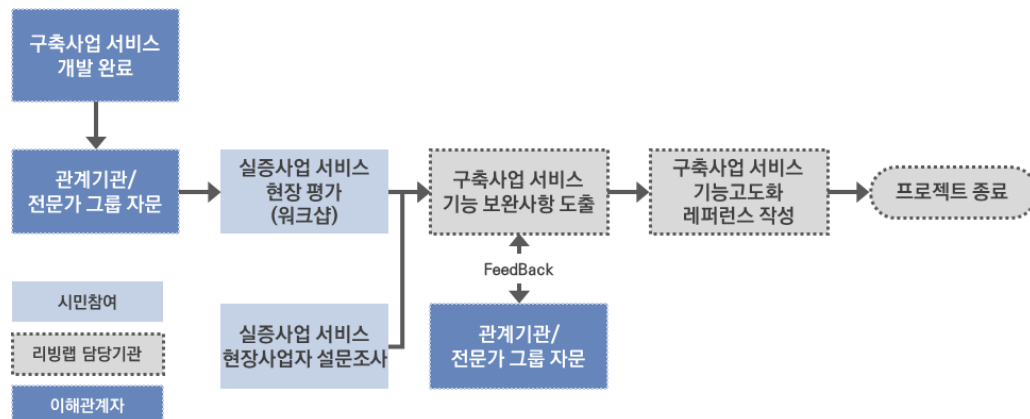 구축사업 서비스
개발 완료
관계기관/
전문가 그룹 자문
실증사업 서비스
현장 평가
(워크샵)
구축사업 서비스
기능 보완사항 도출
구축사업 서비스
기능고도화
레퍼런스 작성
프로젝트 종료
FeedBack
시민참여
리빙랩 담당기관
이해관계자
실증사업 서비스
현장사업자 설문조사
관계기관/
전문가 그룹 자문